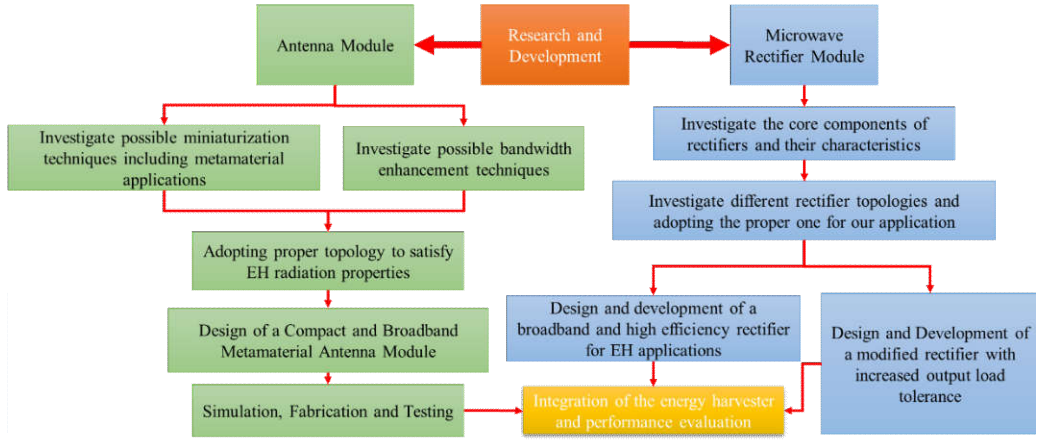 Antenna Module
Research and
Development
Microwave
Rectifier Module
Investigate possible miniaturization
techniques including metamaterial
applications
Investigate possible bandwidth
enhancement techniques
Investigate the core components of
rectifiers and their characteristics
Investigate different rectifier topologies and
adopting the proper one for our application
Adopting proper topology to satisfy
EH radiation properties
Design of a Compact and Broadband
Metamaterial Antenna Module
Design and development of a
broadband and high efficiency rectifier
for EH applications
Design and Development of
a modified rectifier with
increased output load
tolerance
Simulation, Fabrication and Testing
Integration of the energy harvester
and performance evaluation